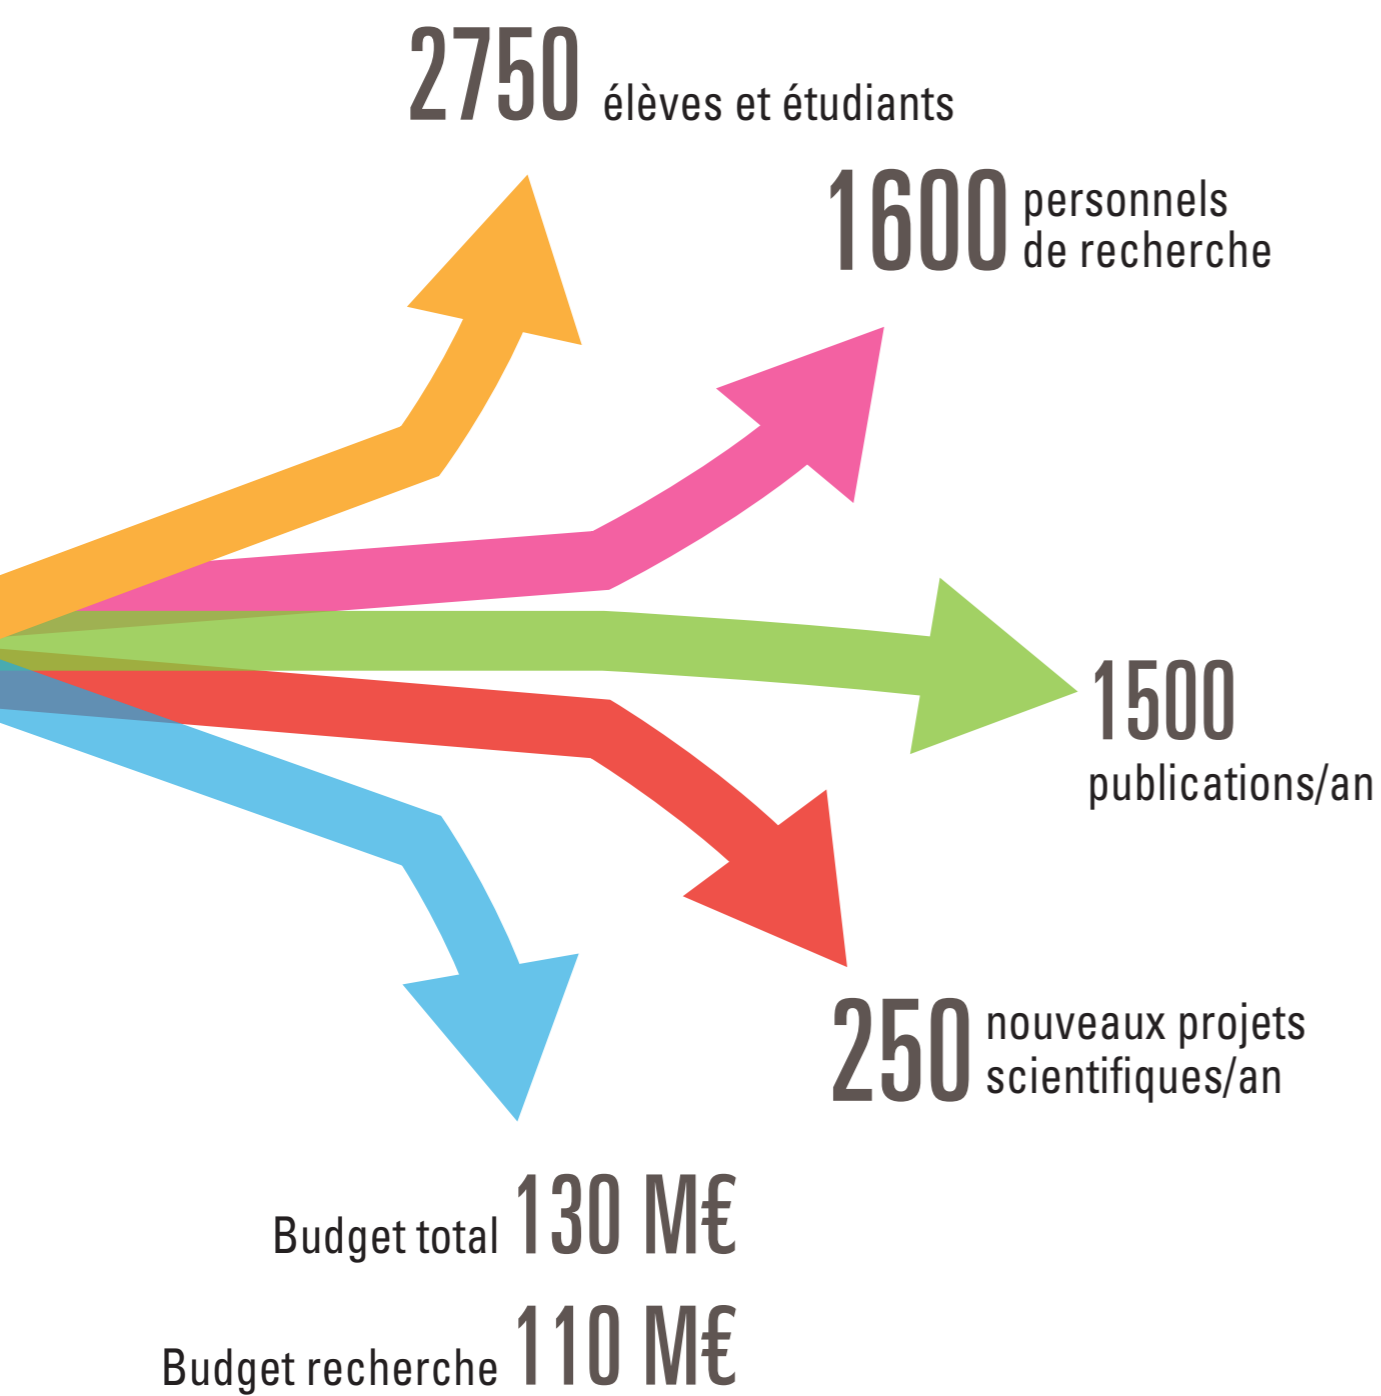 2750 élèves et étudiants
1600 personnels
de recherche
1500
publications/an
250 nouveaux projets
scientifiques/an
Budget total 130 M€
Budget recherche 110 M€